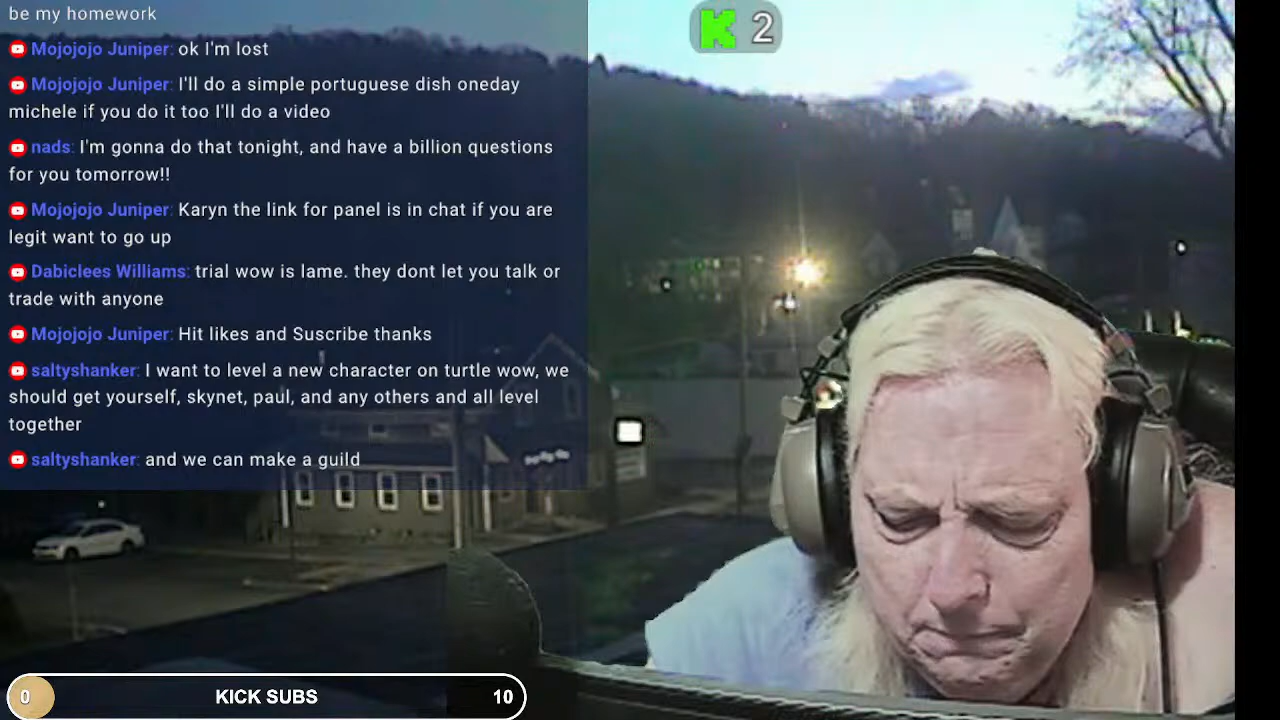 be my homework
Mojojojo Juniper: ok I'm lost
Mojojojo Juniper: I'll do a simple portuguese dish oneday
michele if you do it too I'll do a video
nads: I'm gonna do that tonight, and have a billion questions
for you tomorrow!!
Mojojojo Juniper: Karyn the link for panel is in chat if you are
legit want to go up
Dabiclees Williams: trial wow is lame. they dont let you talk or
trade with anyone
Mojojojo Juniper: Hit likes and Suscribe thanks
saltyshanker: I want to level a new character on turtle wow, we
should get yourself, skynet, paul, and any others and all level
together
saltyshanker: and we can make a guild
K 2
0 KICK SUBS 10